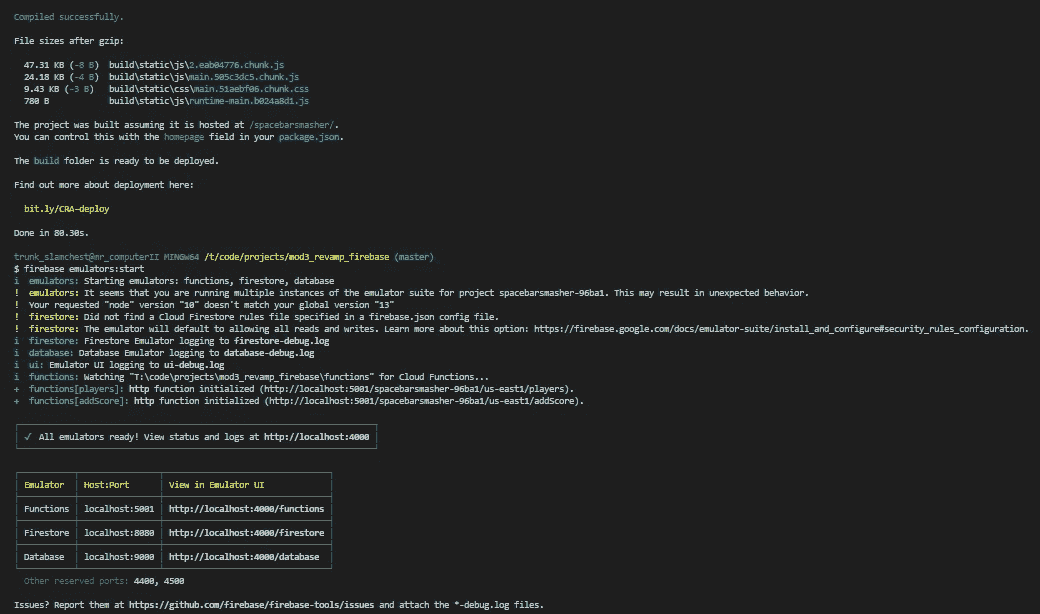 Compiled successfully.
File sizes after gzip:
47.31 KB (-8 B)  build\static\js\2.eab04776.chunk.js
24.18 KB (-4 B)  build\static\js\main.505c3dc5.chunk.js
9.43 KB (-3 B)  build\static\css\main.51aebf06.chunk.css
780 B  build\static\js\runtime-main.b024a8d1.js
The project was built assuming it is hosted at /spacebarsmasher/.
You can control this with the homepage field in your package.json.
The build folder is ready to be deployed.
Find out more about deployment here:
bit.ly/CRA-deploy
Done in 80.30s.
trunk_slamchest@mr_computerII MINGW64 /t/code/projects/mod3_revamp_firebase (master)
$ firebase emulators:start
i  emulators: Starting emulators: functions, firestore, database
!  emulators: It seems that you are running multiple instances of the emulator suite for project spacebarsmasher-96ba1. This may result in unexpected behavior.
!  Your requested "node" version "10" doesn't match your global version "13"
!  firestore: Did not find a Cloud Firestore rules file specified in a firebase.json config file.
!  firestore: The emulator will default to allowing all reads and writes. Learn more about this option: https://firebase.google.com/docs/emulator-suite/install_and_configure#security_rules_configuration.
i  firestore: Firestore Emulator logging to firestore-debug.log
i  database: Database Emulator logging to database-debug.log
i  ui: Emulator UI logging to ui-debug.log
i  functions: Watching "T:\code\projects\mod3_revamp_firebase\functions" for Cloud Functions...
+  functions[players]: http function initialized (http://localhost:5001/spacebarsmasher-96ba1/us-east1/players).
+  functions[addScore]: http function initialized (http://localhost:5001/spacebarsmasher-96ba1/us-east1/addScore).
✓ All emulators ready! View status and logs at http://localhost:4000
Emulator  Host:Port  View in Emulator UI
Functions  localhost:5001  http://localhost:4000/functions
Firestore  localhost:8080  http://localhost:4000/firestore
Database  localhost:9000  http://localhost:4000/database
Other reserved ports: 4400, 4500
Issues? Report them at https://github.com/firebase/firebase-tools/issues and attach the *-debug.log files.